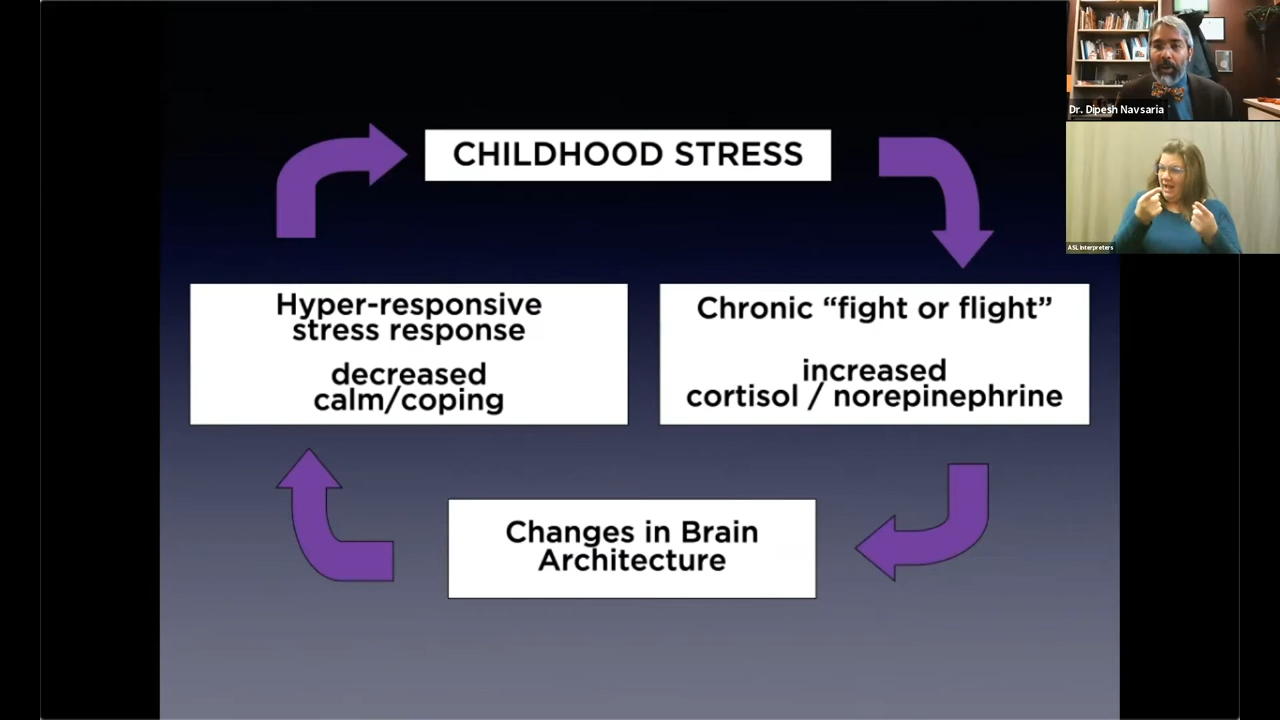 CHILDHOOD STRESS
Hyper-responsive
stress response
decreased
calm/coping
Chronic “fight or flight”
increased
cortisol / norepinephrine
Changes in Brain
Architecture
Dr. Dipesh Navsaria
ASL Interpreters